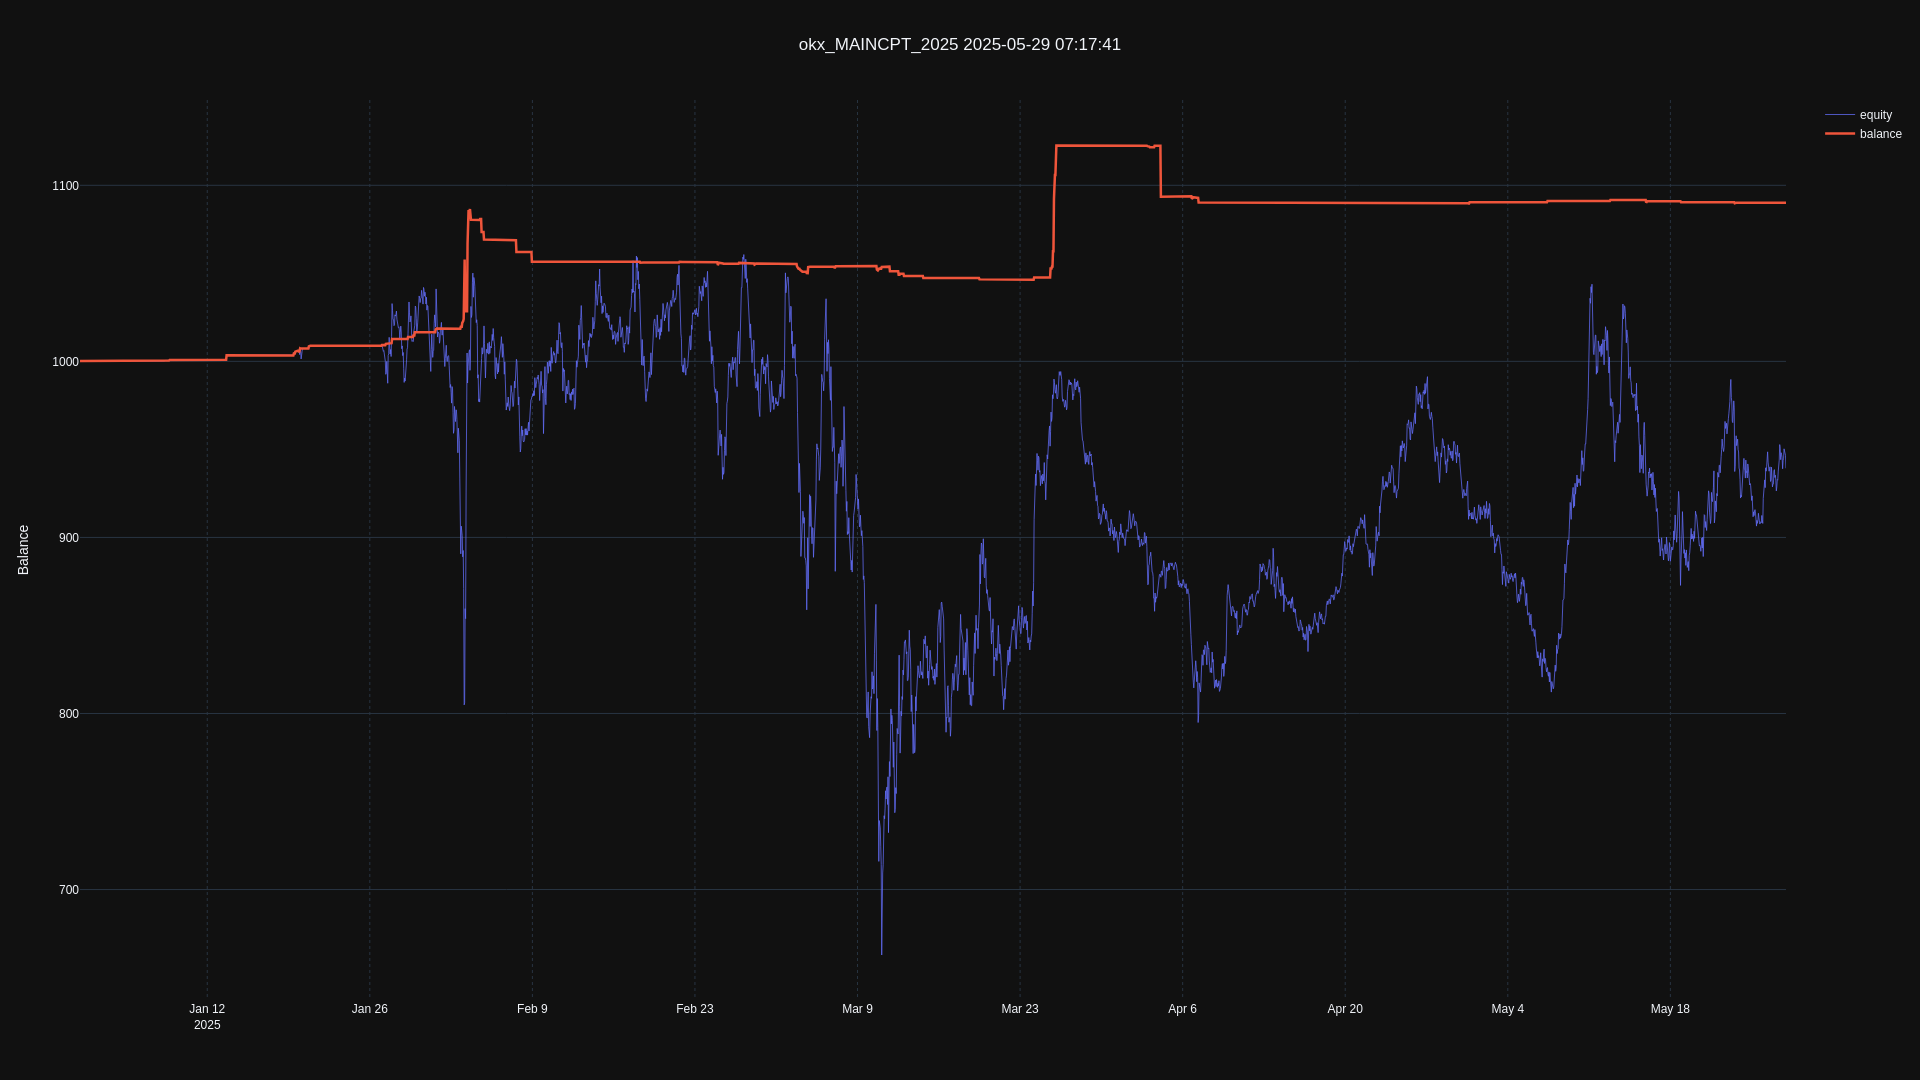 okx_MAINCPT_2025 2025-05-29 07:17:41
equity
balance
Balance
1100
1000
900
800
700
Jan 12
2025
Jan 26
Feb 9
Feb 23
Mar 9
Mar 23
Apr 6
Apr 20
May 4
May 18